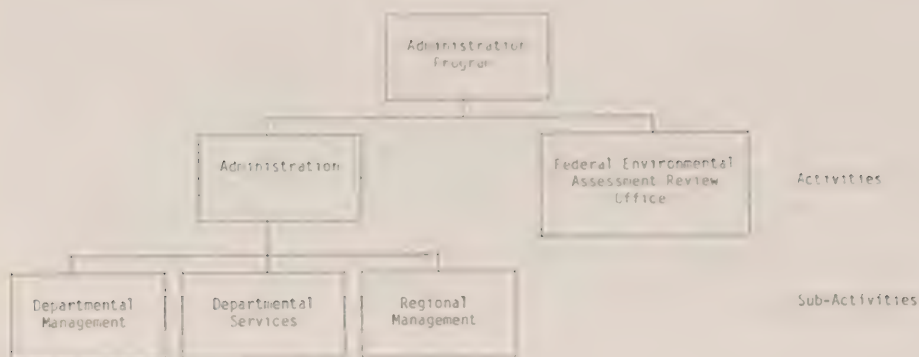 Administration
Program
Administration
Federal Environmental
Assessment Review
Office
Activities
Departmental
Management
Departmental
Services
Regional
Management
Sub-Activities